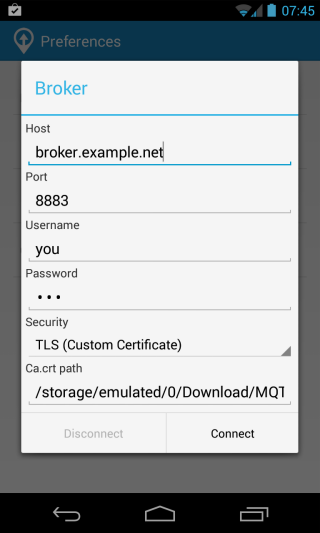 07:45
Preferences
Broker
Host
broker.example.net
Port
8883
Username
you
Password
•••
Security
TLS (Custom Certificate)
Ca.crt path
/storage/emulated/0/Download/MQT
Disconnect
Connect